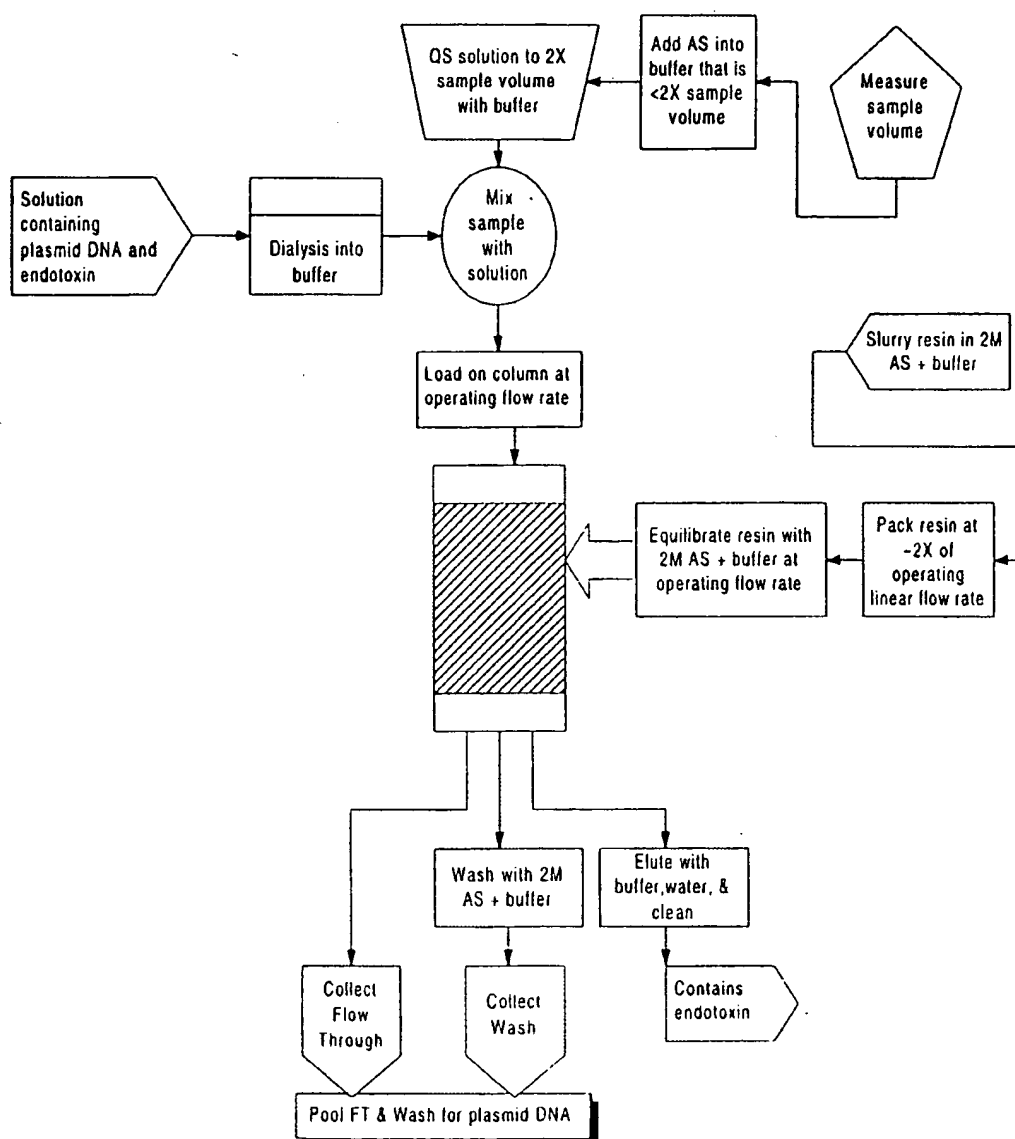 QS solution to 2X
sample volume
with buffer
Add AS into
buffer that is
<2X sample
volume
Measure
sample
volume
Solution
containing
plasmid DNA and
endotoxin
Dialysis into
buffer
Mix
sample
with
solution
Load on column at
operating flow rate
Slurry resin in 2M
AS + buffer
Equilibrate resin with
2M AS + buffer at
operating flow rate
Pack resin at
~2X of
operating
linear flow rate
Wash with 2M
AS + buffer
Elute with
buffer,water, &
clean
Collect
Flow
Through
Collect
Wash
Contains
endotoxin
Pool FT & Wash for plasmid DNA